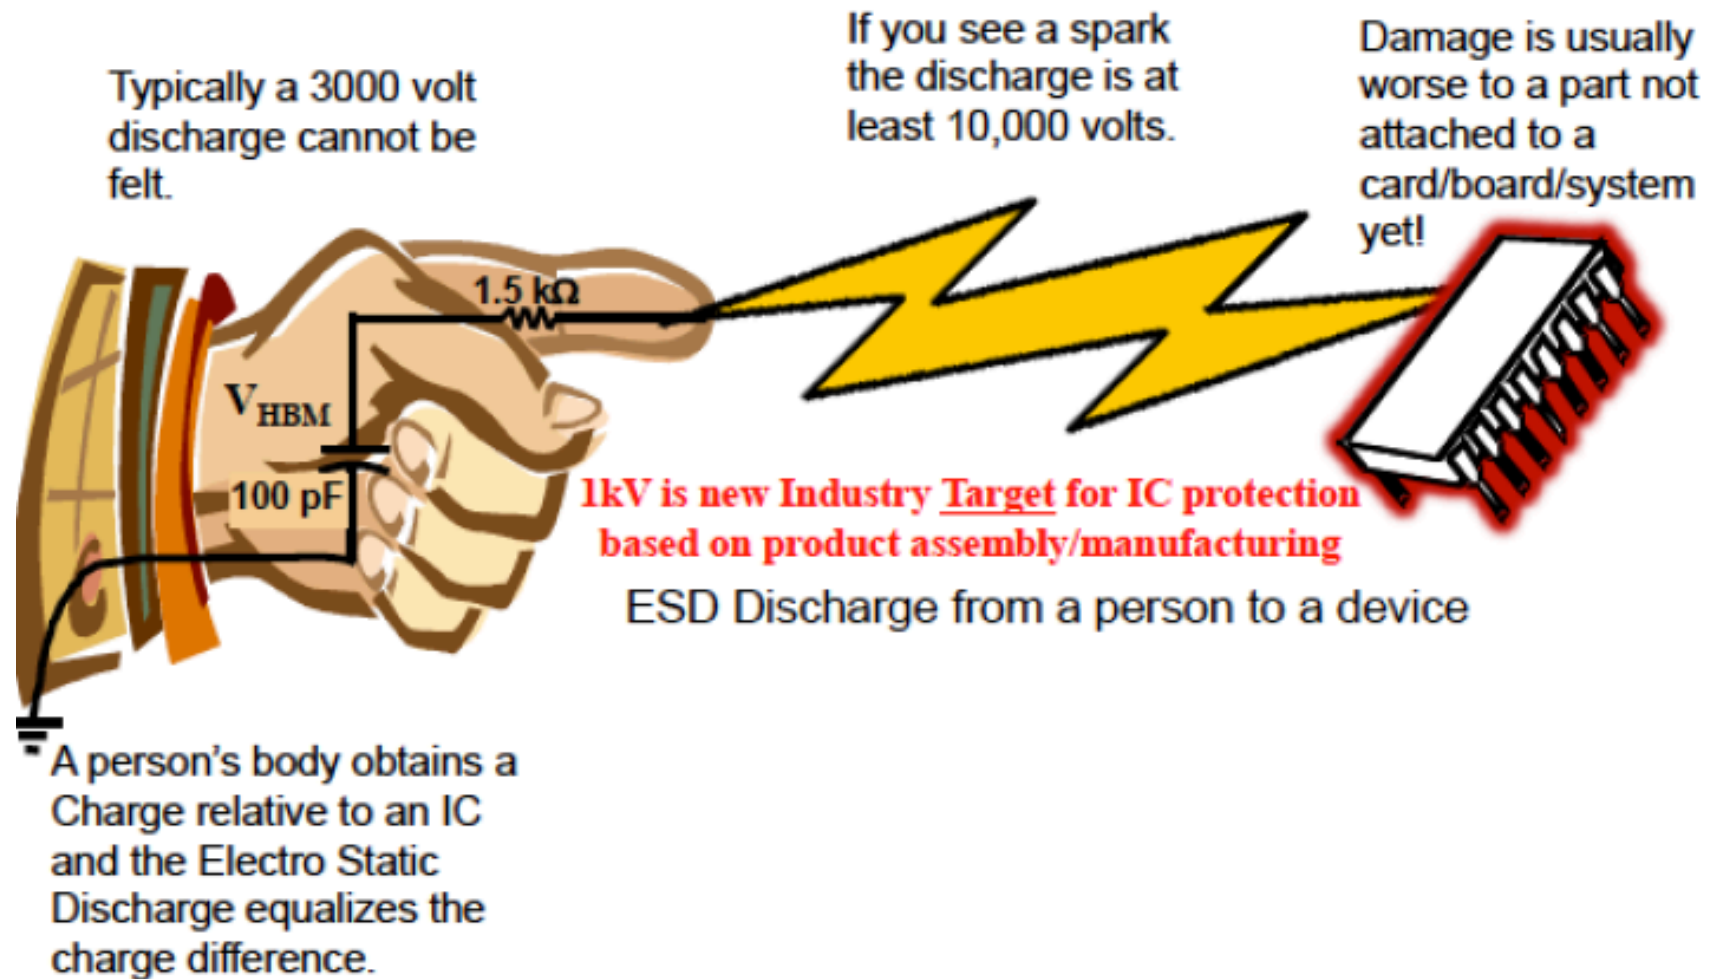 Typically a 3000 volt
discharge cannot be
felt.
If you see a spark
the discharge is at
least 10,000 volts.
Damage is usually
worse to a part not
attached to a
card/board/system
yet!
1.5 kΩ
V_HBM
100 pF
1kV is new Industry Target for IC protection
based on product assembly/manufacturing
ESD Discharge from a person to a device
A person's body obtains a
Charge relative to an IC
and the Electro Static
Discharge equalizes the
charge difference.